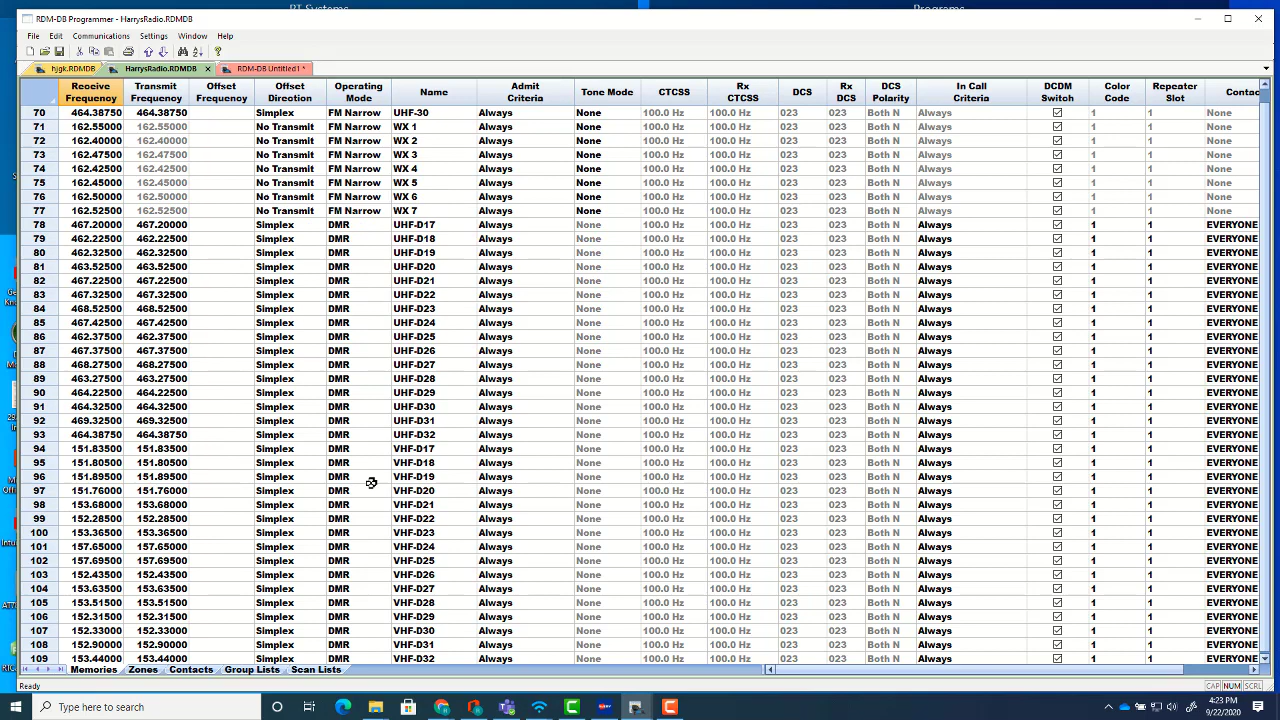 RT Systems
Programs
RDM-DB Programmer - HarrysRadio.RDMDB
File Edit Communications Settings Window Help
hjgk.RDMDB HarrysRadio.RDMDB × RDM-DB Untitled1 *
Receive Frequency Transmit Frequency Offset Frequency Offset Direction Operating Mode Name Admit Criteria Tone Mode CTCSS Rx CTCSS DCS Rx DCS DCS Polarity In Call Criteria DCDM Switch Color Code Repeater Slot Contac
70 464.38750 464.38750 Simplex FM Narrow UHF-30 Always None 100.0 Hz 100.0 Hz 023 023 Both N Always 1 1 None
71 162.55000 162.55000 No Transmit FM Narrow WX 1 Always None 100.0 Hz 100.0 Hz 023 023 Both N Always 1 1 None
72 162.40000 162.40000 No Transmit FM Narrow WX 2 Always None 100.0 Hz 100.0 Hz 023 023 Both N Always 1 1 None
73 162.47500 162.47500 No Transmit FM Narrow WX 3 Always None 100.0 Hz 100.0 Hz 023 023 Both N Always 1 1 None
74 162.42500 162.42500 No Transmit FM Narrow WX 4 Always None 100.0 Hz 100.0 Hz 023 023 Both N Always 1 1 None
75 162.45000 162.45000 No Transmit FM Narrow WX 5 Always None 100.0 Hz 100.0 Hz 023 023 Both N Always 1 1 None
76 162.50000 162.50000 No Transmit FM Narrow WX 6 Always None 100.0 Hz 100.0 Hz 023 023 Both N Always 1 1 None
77 162.52500 162.52500 No Transmit FM Narrow WX 7 Always None 100.0 Hz 100.0 Hz 023 023 Both N Always 1 1 None
78 467.20000 467.20000 Simplex DMR UHF-D17 Always None 100.0 Hz 100.0 Hz 023 023 Both N Always 1 1 EVERYONE
79 462.22500 462.22500 Simplex DMR UHF-D18 Always None 100.0 Hz 100.0 Hz 023 023 Both N Always 1 1 EVERYONE
80 462.32500 462.32500 Simplex DMR UHF-D19 Always None 100.0 Hz 100.0 Hz 023 023 Both N Always 1 1 EVERYONE
81 463.52500 463.52500 Simplex DMR UHF-D20 Always None 100.0 Hz 100.0 Hz 023 023 Both N Always 1 1 EVERYONE
82 467.22500 467.22500 Simplex DMR UHF-D21 Always None 100.0 Hz 100.0 Hz 023 023 Both N Always 1 1 EVERYONE
83 467.32500 467.32500 Simplex DMR UHF-D22 Always None 100.0 Hz 100.0 Hz 023 023 Both N Always 1 1 EVERYONE
84 468.52500 468.52500 Simplex DMR UHF-D23 Always None 100.0 Hz 100.0 Hz 023 023 Both N Always 1 1 EVERYONE
85 467.42500 467.42500 Simplex DMR UHF-D24 Always None 100.0 Hz 100.0 Hz 023 023 Both N Always 1 1 EVERYONE
86 462.37500 462.37500 Simplex DMR UHF-D25 Always None 100.0 Hz 100.0 Hz 023 023 Both N Always 1 1 EVERYONE
87 467.37500 467.37500 Simplex DMR UHF-D26 Always None 100.0 Hz 100.0 Hz 023 023 Both N Always 1 1 EVERYONE
88 468.27500 468.27500 Simplex DMR UHF-D27 Always None 100.0 Hz 100.0 Hz 023 023 Both N Always 1 1 EVERYONE
89 463.27500 463.27500 Simplex DMR UHF-D28 Always None 100.0 Hz 100.0 Hz 023 023 Both N Always 1 1 EVERYONE
90 464.22500 464.22500 Simplex DMR UHF-D29 Always None 100.0 Hz 100.0 Hz 023 023 Both N Always 1 1 EVERYONE
91 464.32500 464.32500 Simplex DMR UHF-D30 Always None 100.0 Hz 100.0 Hz 023 023 Both N Always 1 1 EVERYONE
92 469.32500 469.32500 Simplex DMR UHF-D31 Always None 100.0 Hz 100.0 Hz 023 023 Both N Always 1 1 EVERYONE
93 464.38750 464.38750 Simplex DMR UHF-D32 Always None 100.0 Hz 100.0 Hz 023 023 Both N Always 1 1 EVERYONE
94 151.83500 151.83500 Simplex DMR VHF-D17 Always None 100.0 Hz 100.0 Hz 023 023 Both N Always 1 1 EVERYONE
95 151.80500 151.80500 Simplex DMR VHF-D18 Always None 100.0 Hz 100.0 Hz 023 023 Both N Always 1 1 EVERYONE
96 151.89500 151.89500 Simplex DMR VHF-D19 Always None 100.0 Hz 100.0 Hz 023 023 Both N Always 1 1 EVERYONE
97 151.76000 151.76000 Simplex DMR VHF-D20 Always None 100.0 Hz 100.0 Hz 023 023 Both N Always 1 1 EVERYONE
98 153.68000 153.68000 Simplex DMR VHF-D21 Always None 100.0 Hz 100.0 Hz 023 023 Both N Always 1 1 EVERYONE
99 152.28500 152.28500 Simplex DMR VHF-D22 Always None 100.0 Hz 100.0 Hz 023 023 Both N Always 1 1 EVERYONE
100 153.36500 153.36500 Simplex DMR VHF-D23 Always None 100.0 Hz 100.0 Hz 023 023 Both N Always 1 1 EVERYONE
101 157.65000 157.65000 Simplex DMR VHF-D24 Always None 100.0 Hz 100.0 Hz 023 023 Both N Always 1 1 EVERYONE
102 157.69500 157.69500 Simplex DMR VHF-D25 Always None 100.0 Hz 100.0 Hz 023 023 Both N Always 1 1 EVERYONE
103 152.43500 152.43500 Simplex DMR VHF-D26 Always None 100.0 Hz 100.0 Hz 023 023 Both N Always 1 1 EVERYONE
104 153.63500 153.63500 Simplex DMR VHF-D27 Always None 100.0 Hz 100.0 Hz 023 023 Both N Always 1 1 EVERYONE
105 153.51500 153.51500 Simplex DMR VHF-D28 Always None 100.0 Hz 100.0 Hz 023 023 Both N Always 1 1 EVERYONE
106 152.31500 152.31500 Simplex DMR VHF-D29 Always None 100.0 Hz 100.0 Hz 023 023 Both N Always 1 1 EVERYONE
107 152.33000 152.33000 Simplex DMR VHF-D30 Always None 100.0 Hz 100.0 Hz 023 023 Both N Always 1 1 EVERYONE
108 152.90000 152.90000 Simplex DMR VHF-D31 Always None 100.0 Hz 100.0 Hz 023 023 Both N Always 1 1 EVERYONE
109 153.44000 153.44000 Simplex DMR VHF-D32 Always None 100.0 Hz 100.0 Hz 023 023 Both N Always 1 1 EVERYONE
Memories Zones Contacts Group Lists Scan Lists
Ready CAP NUM SCRL
Type here to search
4:23 PM
9/22/2020